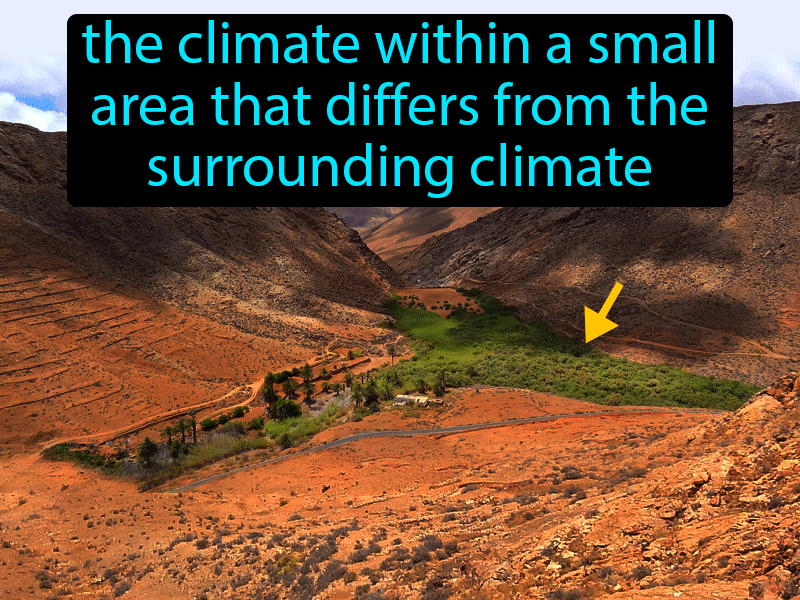 the climate within a small
area that differs from the
surrounding climate